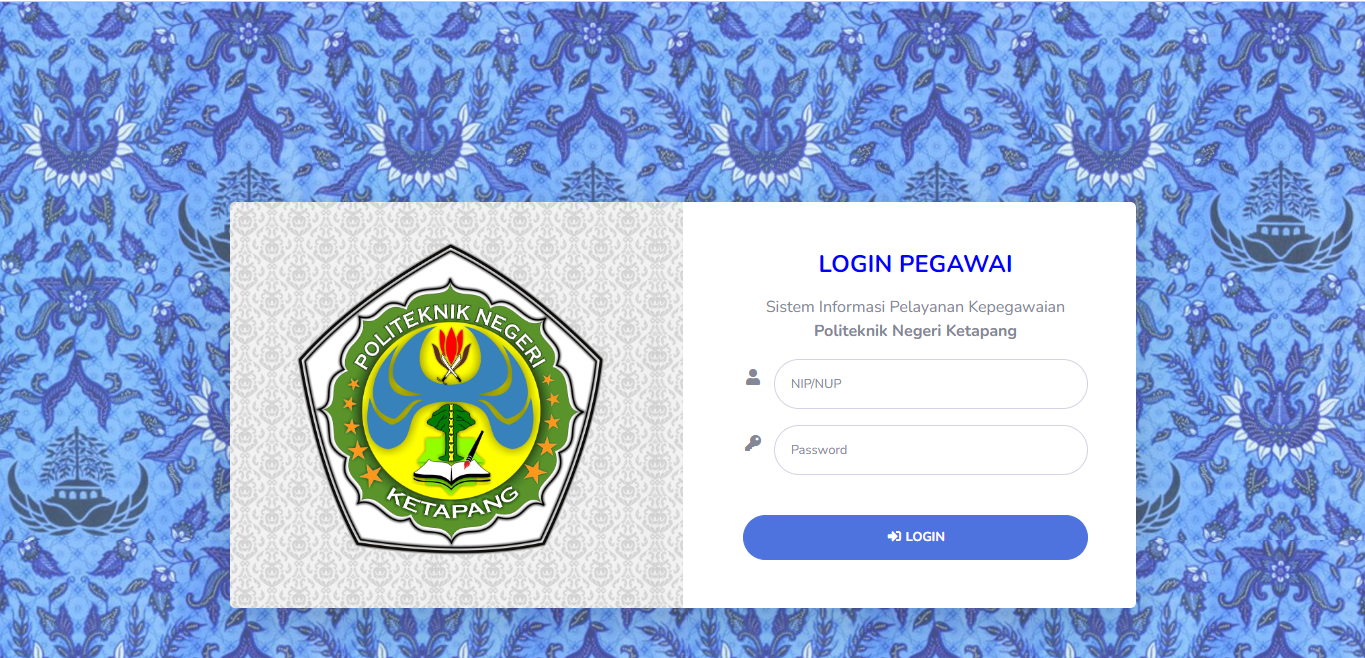 POLITEKNIK NEGERI
KETAPANG
LOGIN PEGAWAI
Sistem Informasi Pelayanan Kepegawaian
Politeknik Negeri Ketapang
NIP/NUP
Password
LOGIN